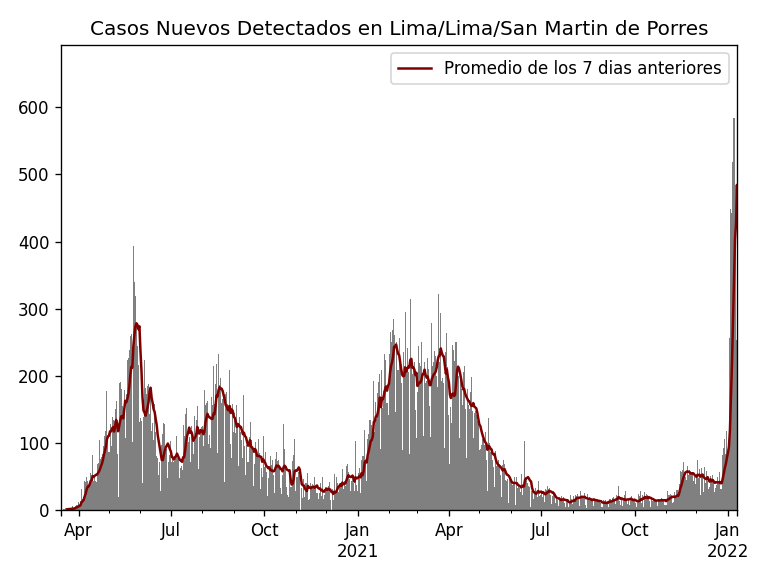 Casos Nuevos Detectados en Lima/Lima/San Martin de Porres
Promedio de los 7 dias anteriores
600
500
400
300
200
100
0
Apr Jul Oct Jan Apr Jul Oct Jan
2021 2022